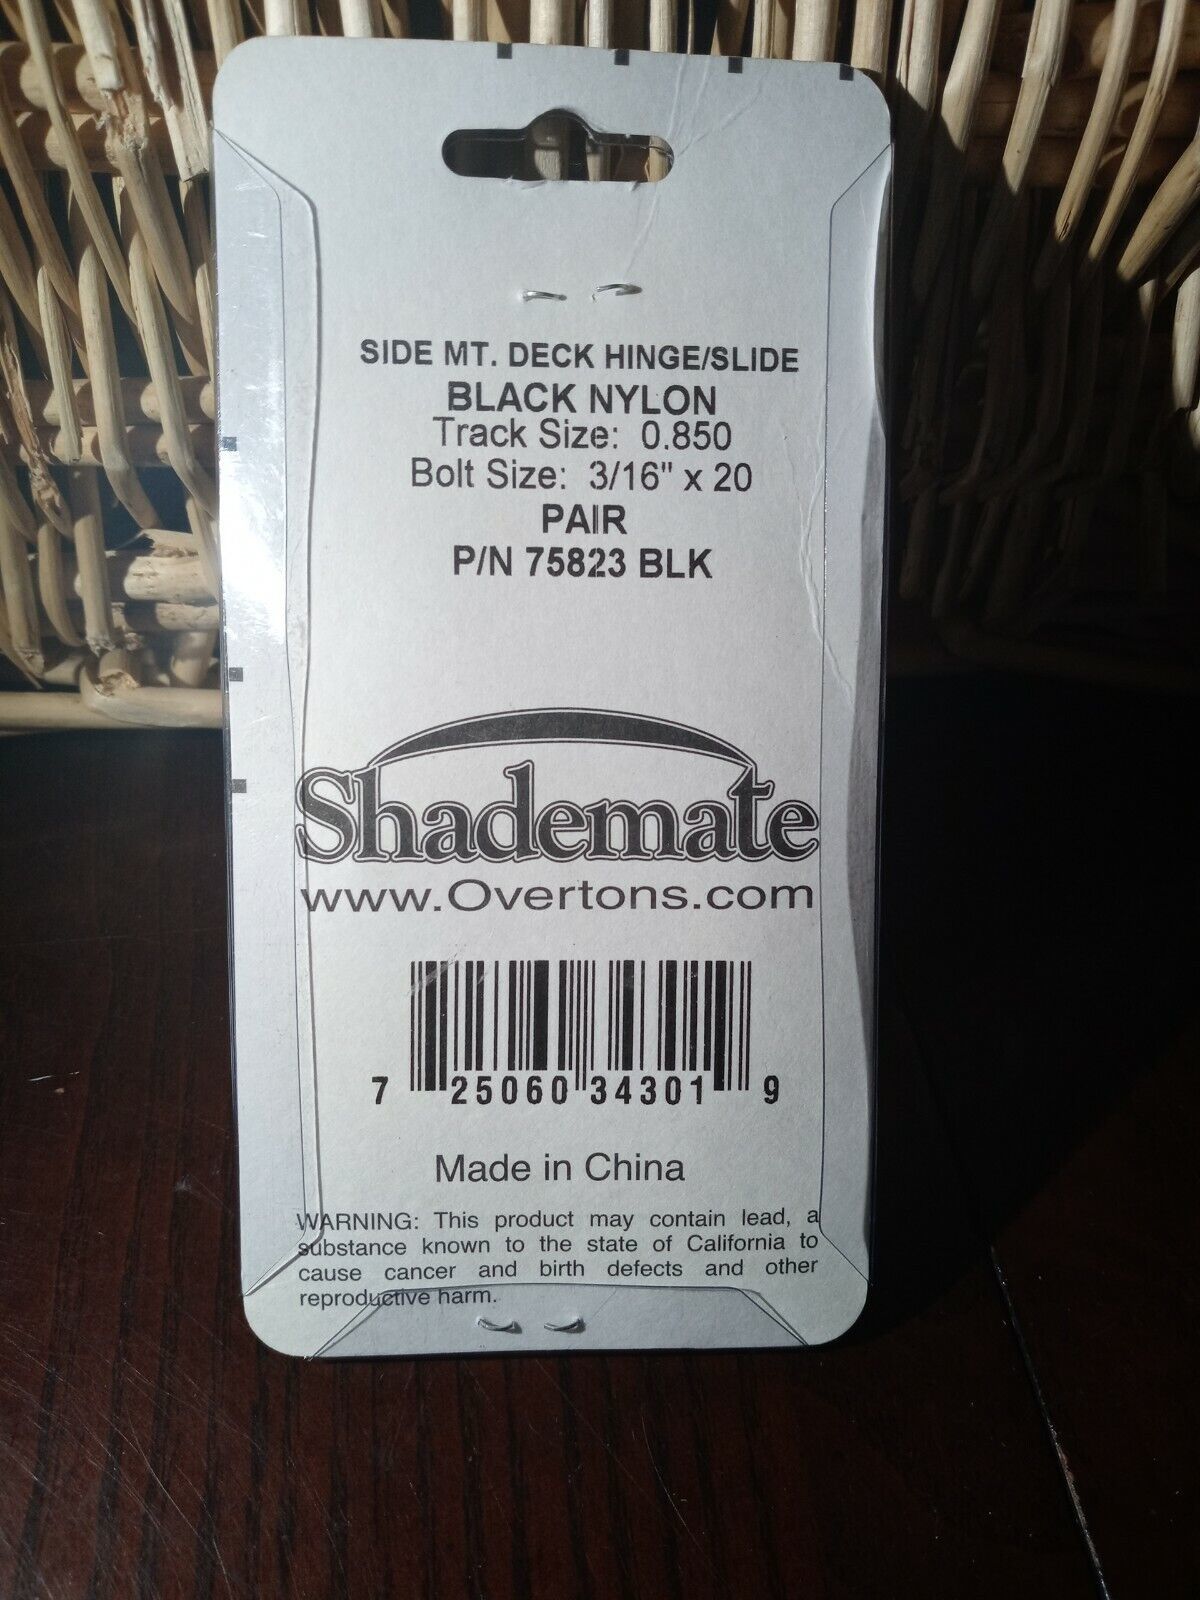 SIDE MT. DECK HINGE/SLIDE
BLACK NYLON
Track Size: 0.850
Bolt Size: 3/16" x 20
PAIR
P/N 75823 BLK
Shademate
www.Overtons.com
7 25060 34301 9
Made in China
WARNING: This product may contain lead, a
substance known to the state of California to
cause cancer and birth defects and other
reproductive harm.